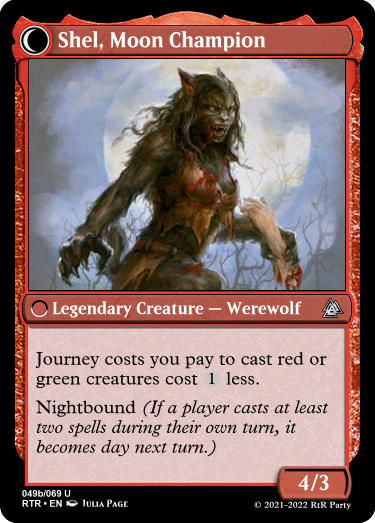 Shel, Moon Champion
Legendary Creature — Werewolf
Journey costs you pay to cast red or
green creatures cost 1 less.
Nightbound (If a player casts at least
two spells during their own turn, it
becomes day next turn.)
4/3
049b/069 U
RTR • EN Julia Page
© 2021-2022 RtR Party